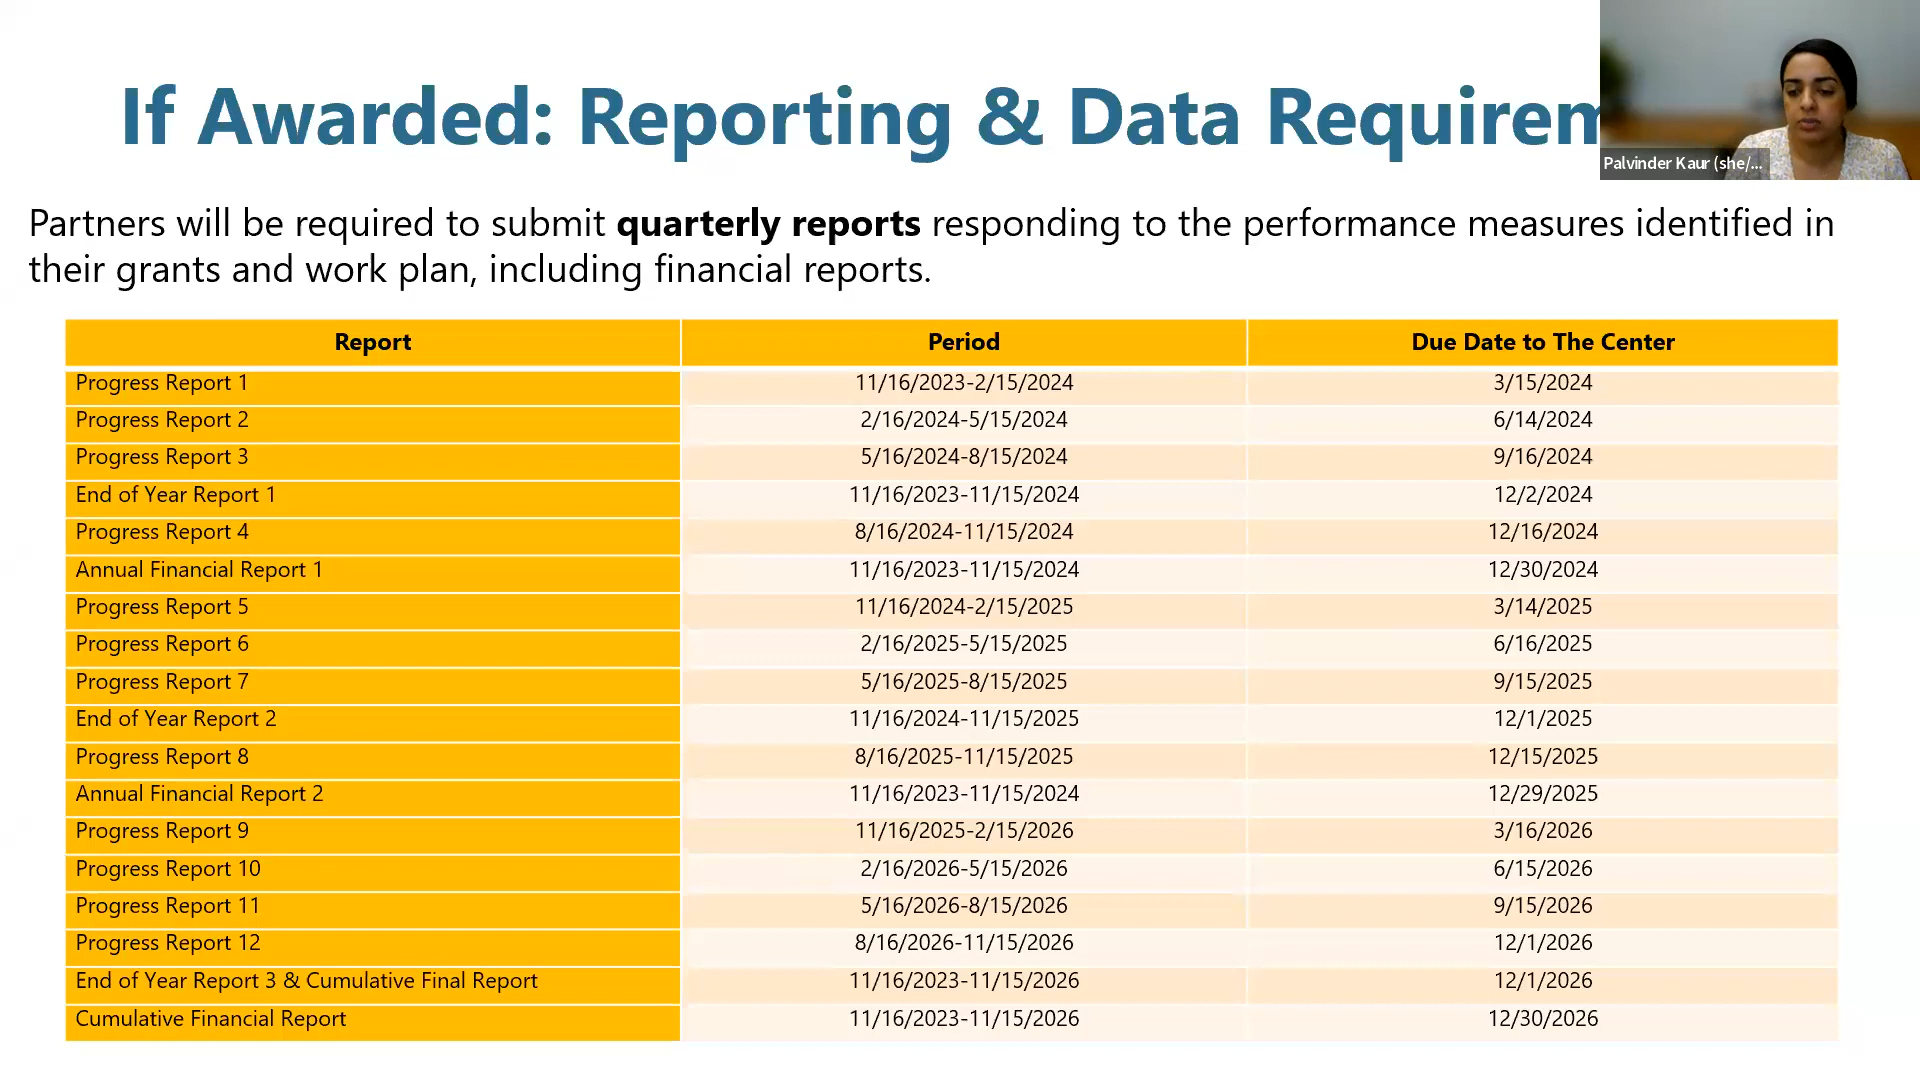 If Awarded: Reporting & Data Requirem
Palvinder Kaur (she/...
Partners will be required to submit quarterly reports responding to the performance measures identified in
their grants and work plan, including financial reports.
Report Period Due Date to The Center
Progress Report 1 11/16/2023-2/15/2024 3/15/2024
Progress Report 2 2/16/2024-5/15/2024 6/14/2024
Progress Report 3 5/16/2024-8/15/2024 9/16/2024
End of Year Report 1 11/16/2023-11/15/2024 12/2/2024
Progress Report 4 8/16/2024-11/15/2024 12/16/2024
Annual Financial Report 1 11/16/2023-11/15/2024 12/30/2024
Progress Report 5 11/16/2024-2/15/2025 3/14/2025
Progress Report 6 2/16/2025-5/15/2025 6/16/2025
Progress Report 7 5/16/2025-8/15/2025 9/15/2025
End of Year Report 2 11/16/2024-11/15/2025 12/1/2025
Progress Report 8 8/16/2025-11/15/2025 12/15/2025
Annual Financial Report 2 11/16/2023-11/15/2024 12/29/2025
Progress Report 9 11/16/2025-2/15/2026 3/16/2026
Progress Report 10 2/16/2026-5/15/2026 6/15/2026
Progress Report 11 5/16/2026-8/15/2026 9/15/2026
Progress Report 12 8/16/2026-11/15/2026 12/1/2026
End of Year Report 3 & Cumulative Final Report 11/16/2023-11/15/2026 12/1/2026
Cumulative Financial Report 11/16/2023-11/15/2026 12/30/2026